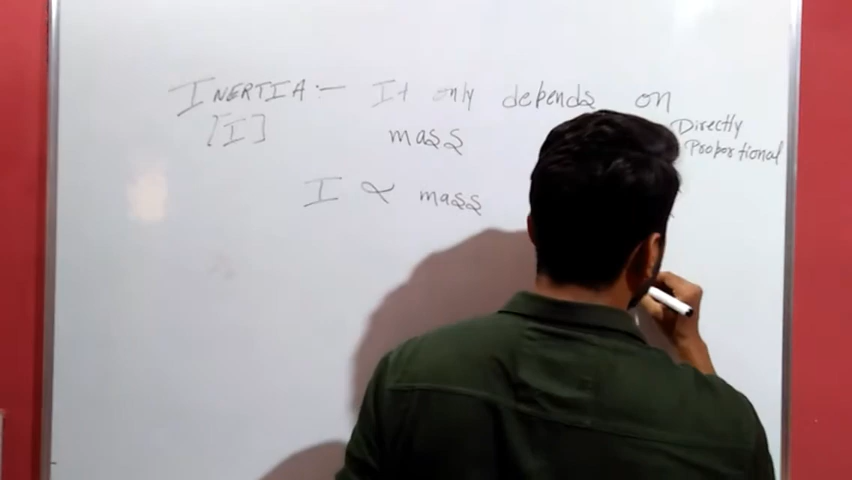 INERTIA:- It only depends on
[I] mass
Directly
Proportional
I ∝ mass